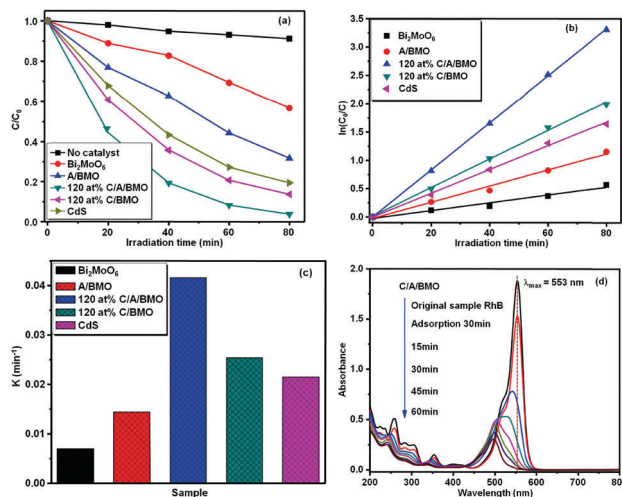 (a)
C/C0
1.0
0.8
0.6
0.4
0.2
0.0
No catalyst
Bi2MoO6
A/BMO
120 at% C/A/BMO
120 at% C/BMO
CdS
0 20 40 60 80
Irradiation time (min)
(b)
ln(C0/C)
3.5
3.0
2.5
2.0
1.5
1.0
0.5
0.0
Bi2MoO6
A/BMO
120 at% C/A/BMO
120 at% C/BMO
CdS
0 20 40 60 80
Irradiation time (min)
(c)
K (min-1)
0.04
0.03
0.02
0.01
0.00
Bi2MoO6
A/BMO
120 at% C/A/BMO
120 at% C/BMO
CdS
Sample
(d)
Absorbance
2.0
1.5
1.0
0.5
0.0
λmax = 553 nm
C/A/BMO
Original sample RhB
Adsorption 30min
15min
30min
45min
60min
200 300 400 500 600 700 800
Wavelength (nm)